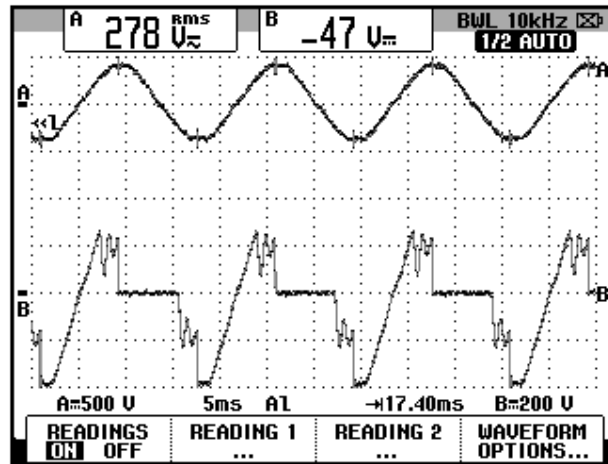 A 278 rms V≂ B -47 V⎓ BWL 10kHz
1/2 AUTO
A A
<<1
B B
A⎓500 V 5ms A1 →17.40ms B⎓200 V
READINGS READING 1 READING 2 WAVEFORM
ON OFF ... ... OPTIONS...